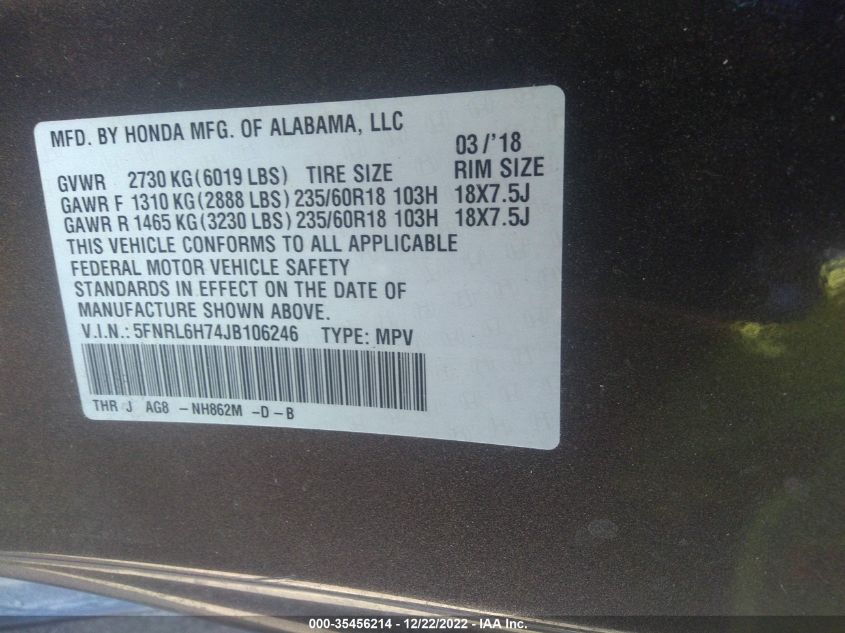 MFD. BY HONDA MFG. OF ALABAMA, LLC 03/'18
GVWR 2730 KG(6019 LBS) TIRE SIZE RIM SIZE
GAWR F 1310 KG(2888 LBS) 235/60R18 103H 18X7.5J
GAWR R 1465 KG(3230 LBS) 235/60R18 103H 18X7.5J
THIS VEHICLE CONFORMS TO ALL APPLICABLE
FEDERAL MOTOR VEHICLE SAFETY
STANDARDS IN EFFECT ON THE DATE OF
MANUFACTURE SHOWN ABOVE.
V.I.N.: 5FNRL6H74JB106246 TYPE: MPV
THR J AG8 - NH862M - D - B
000-35456214 - 12/22/2022 - IAA Inc.